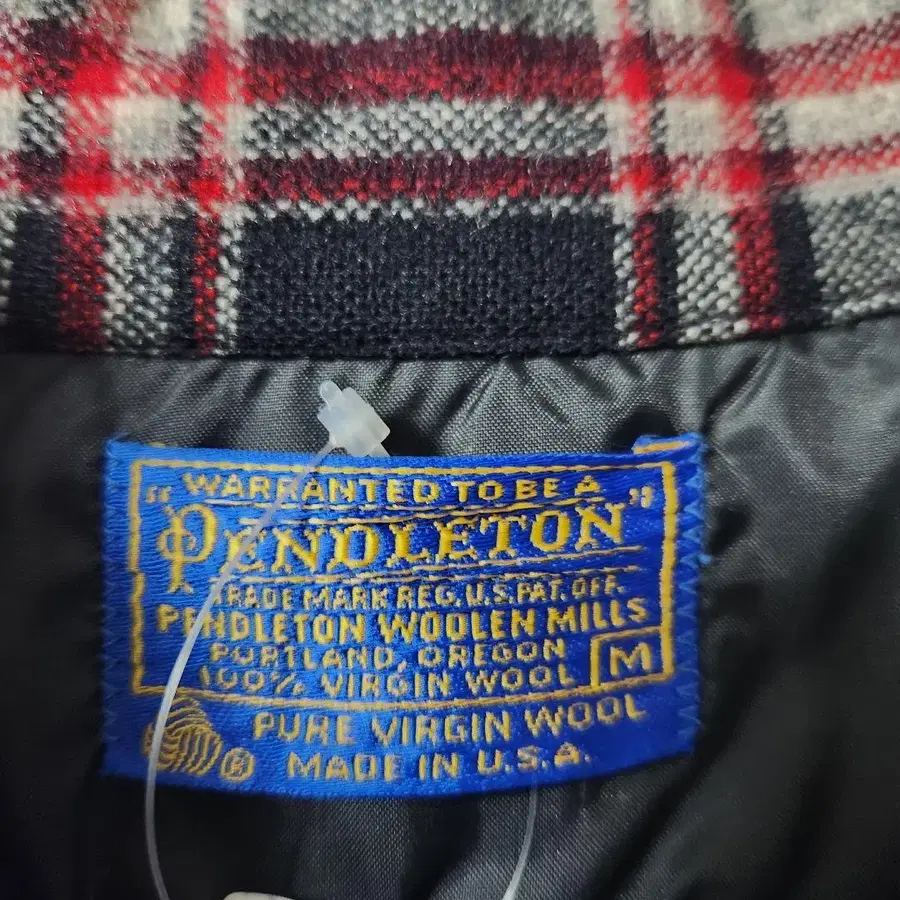 "WARRANTED TO BE A
PENDLETON"
TRADE MARK REG. U.S. PAT. OFF.
PENDLETON WOOLEN MILLS
PORTLAND, OREGON
100% VIRGIN WOOL
M
PURE VIRGIN WOOL
® MADE IN U.S.A.